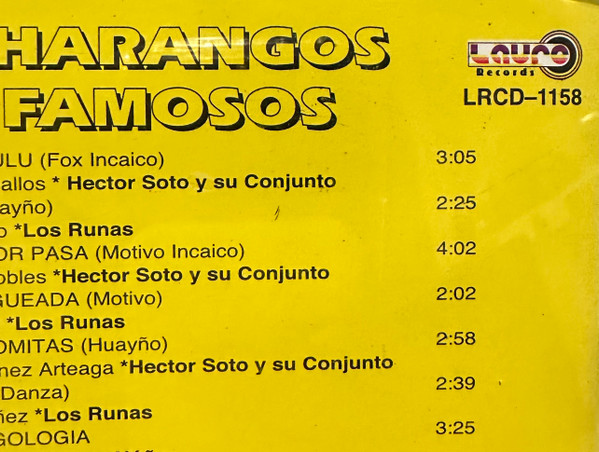 HARANGOS
FAMOSOS
Lauro
Records
LRCD–1158
ULU (Fox Incaico) 3:05
allos * Hector Soto y su Conjunto
ayño) 2:25
o *Los Runas
OR PASA (Motivo Incaico) 4:02
obles *Hector Soto y su Conjunto
GUEADA (Motivo) 2:02
*Los Runas
OMITAS (Huayño) 2:58
nez Arteaga *Hector Soto y su Conjunto
Danza) 2:39
ñez *Los Runas
GOLOGIA 3:25